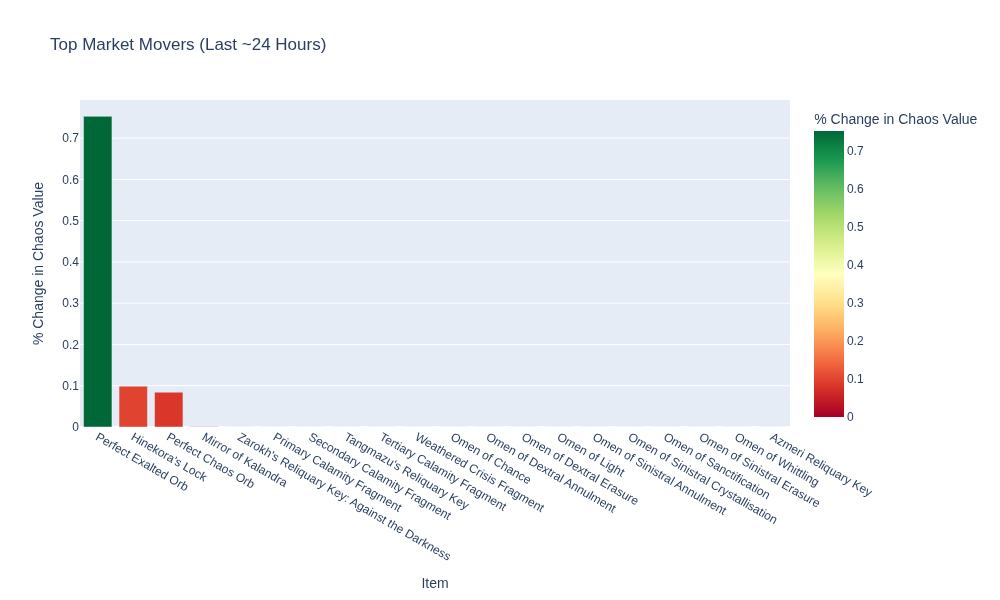 Top Market Movers (Last ~24 Hours)
% Change in Chaos Value
0.7
0.6
0.5
0.4
0.3
0.2
0.1
0
Perfect Exalted Orb
Hinekora's Lock
Perfect Chaos Orb
Mirror of Kalandra
Zarokh's Reliquary Key: Against the Darkness
Primary Calamity Fragment
Secondary Calamity Fragment
Tangmazu's Reliquary Key
Tertiary Calamity Fragment
Weathered Crisis Fragment
Omen of Chance
Omen of Dextral Annulment
Omen of Dextral Erasure
Omen of Light
Omen of Sinistral Annulment
Omen of Sinistral Crystallisation
Omen of Sanctification
Omen of Sinistral Erasure
Omen of Whittling
Azmeri Reliquary Key
Item
% Change in Chaos Value
0.7
0.6
0.5
0.4
0.3
0.2
0.1
0